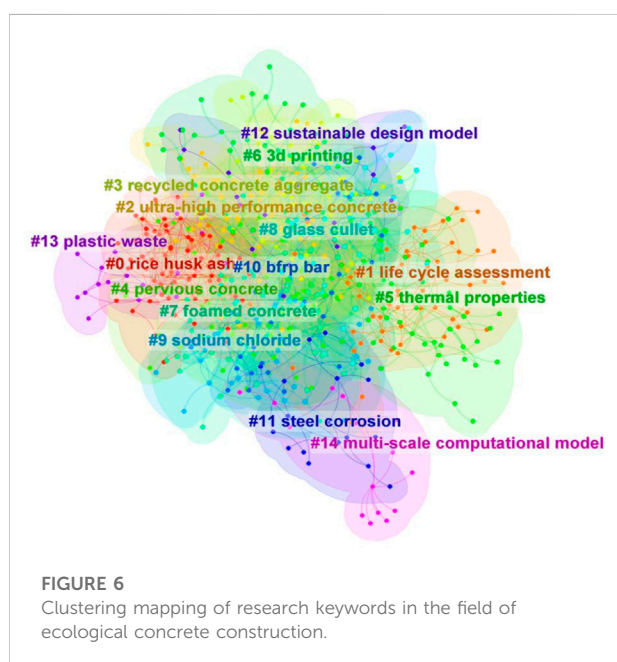 #12 sustainable design model
#6 3d printing
#3 recycled concrete aggregate
#2 ultra-high performance concrete
#8 glass cullet
#13 plastic waste
#0 rice husk ash
#10 bfrp bar
#1 life cycle assessment
#4 pervious concrete
#5 thermal properties
#7 foamed concrete
#9 sodium chloride
#11 steel corrosion
#14 multi-scale computational model
FIGURE 6
Clustering mapping of research keywords in the field of
ecological concrete construction.